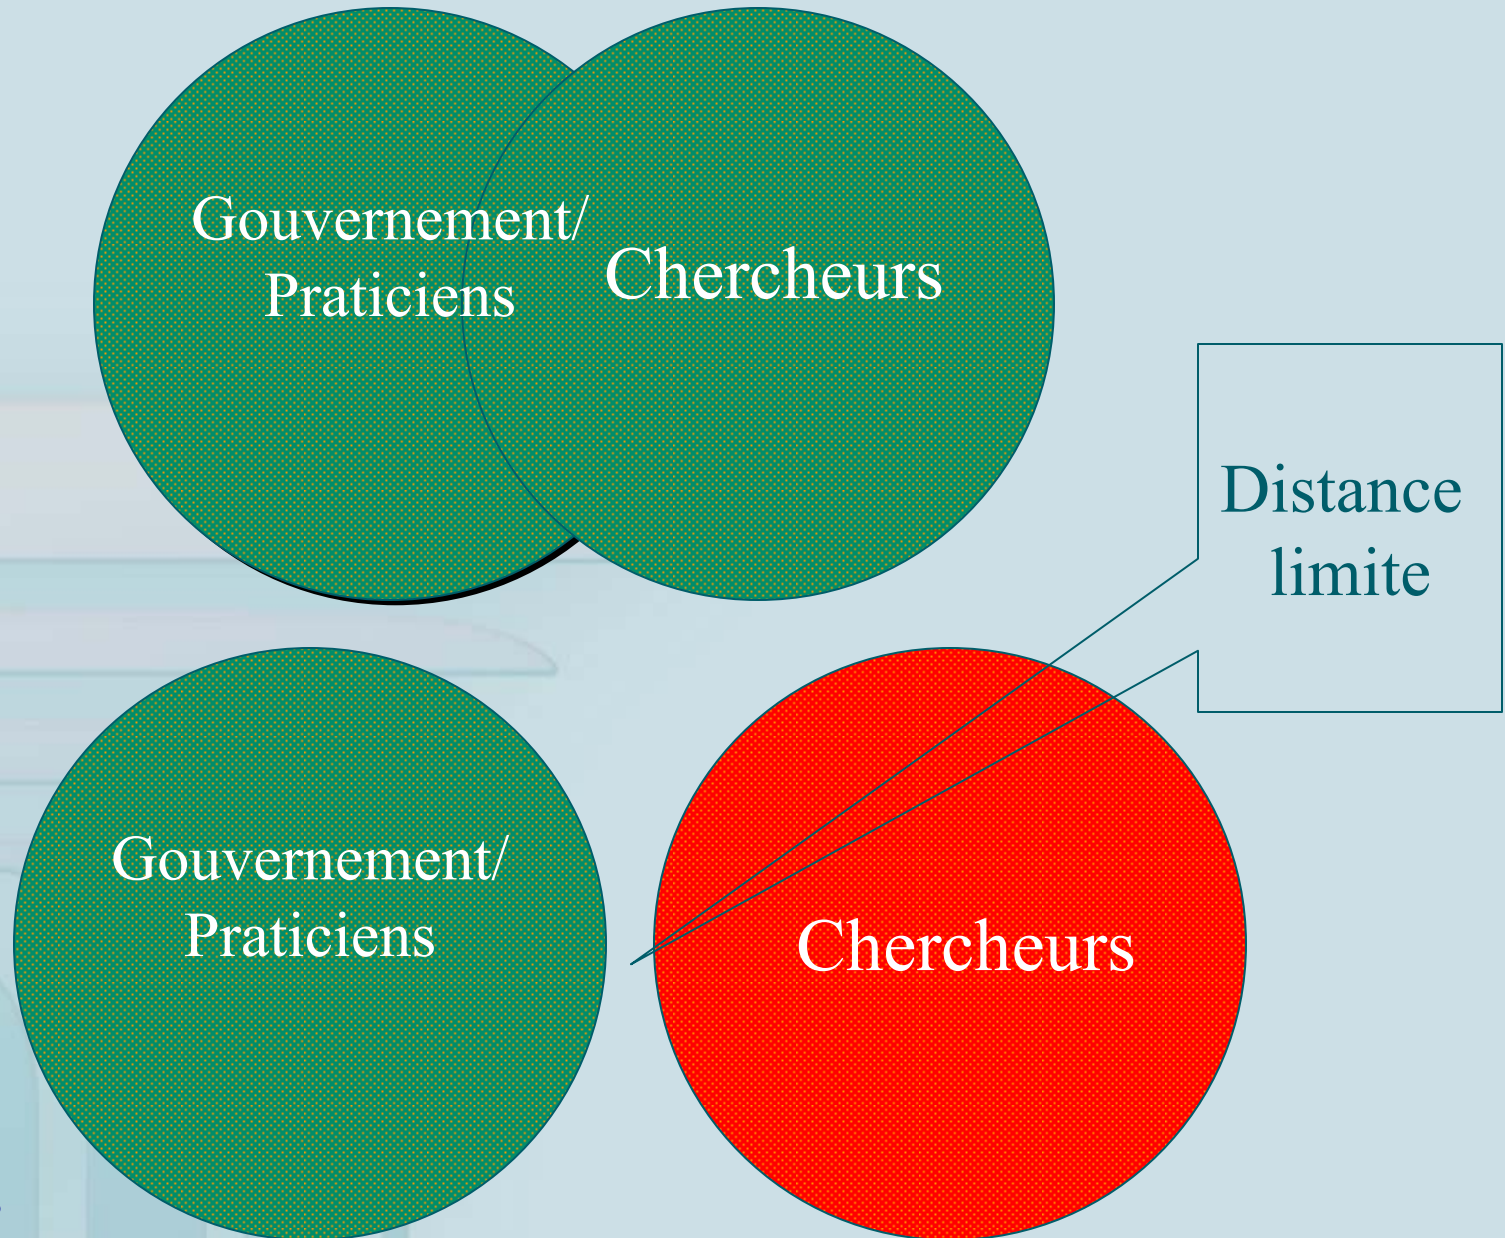 Gouvernement/
Praticiens
Chercheurs
Distance
limite
Gouvernement/
Praticiens
Chercheurs